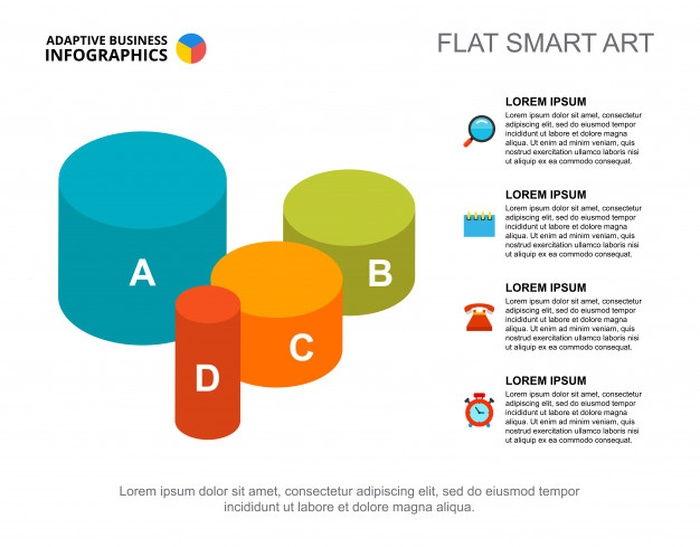 ADAPTIVE BUSINESS
INFOGRAPHICS
FLAT SMART ART
A
B
C
D
LOREM IPSUM
Lorem ipsum dolor sit amet, consectetur
adipiscing elit, sed do eiusmod tempor
incididunt ut labore et dolore magna
aliqua. Ut enim ad minim veniam, quis
nostrud exercitation ullamco laboris nisi
ut aliquip ex ea commodo consequat.
LOREM IPSUM
Lorem ipsum dolor sit amet, consectetur
adipiscing elit, sed do eiusmod tempor
incididunt ut labore et dolore magna
aliqua. Ut enim ad minim veniam, quis
nostrud exercitation ullamco laboris nisi
ut aliquip ex ea commodo consequat.
LOREM IPSUM
Lorem ipsum dolor sit amet, consectetur
adipiscing elit, sed do eiusmod tempor
incididunt ut labore et dolore magna
aliqua. Ut enim ad minim veniam, quis
nostrud exercitation ullamco laboris nisi
ut aliquip ex ea commodo consequat.
LOREM IPSUM
Lorem ipsum dolor sit amet, consectetur
adipiscing elit, sed do eiusmod tempor
incididunt ut labore et dolore magna
aliqua. Ut enim ad minim veniam, quis
nostrud exercitation ullamco laboris nisi
ut aliquip ex ea commodo consequat.
Lorem ipsum dolor sit amet, consectetur adipiscing elit, sed do eiusmod tempor
incididunt ut labore et dolore magna aliqua.